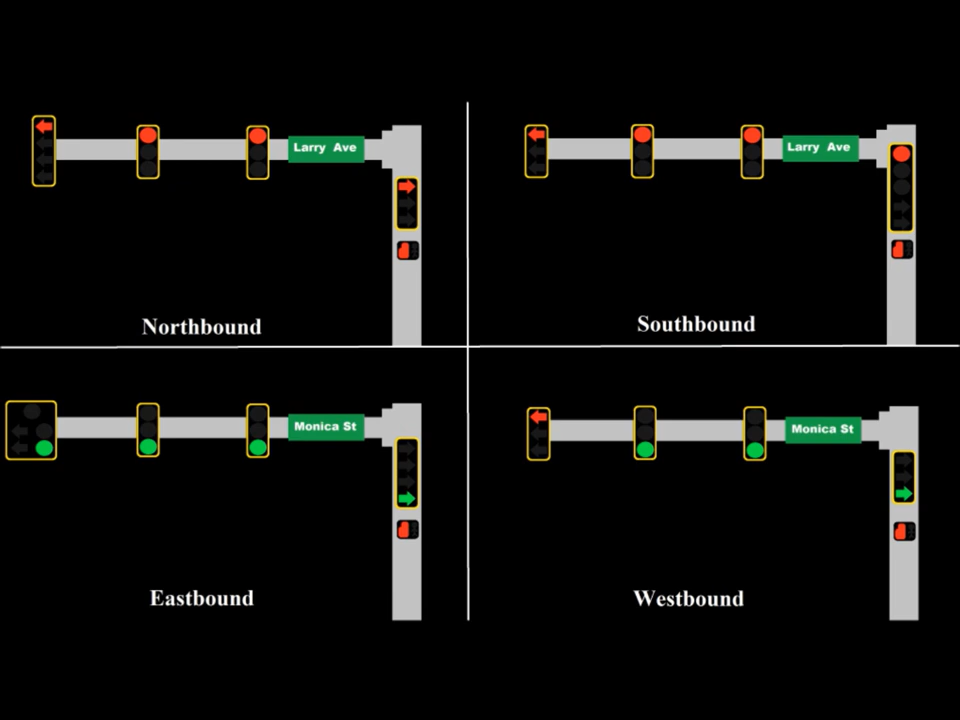 Larry Ave
Larry Ave
Northbound
Southbound
Monica St
Monica St
Eastbound
Westbound